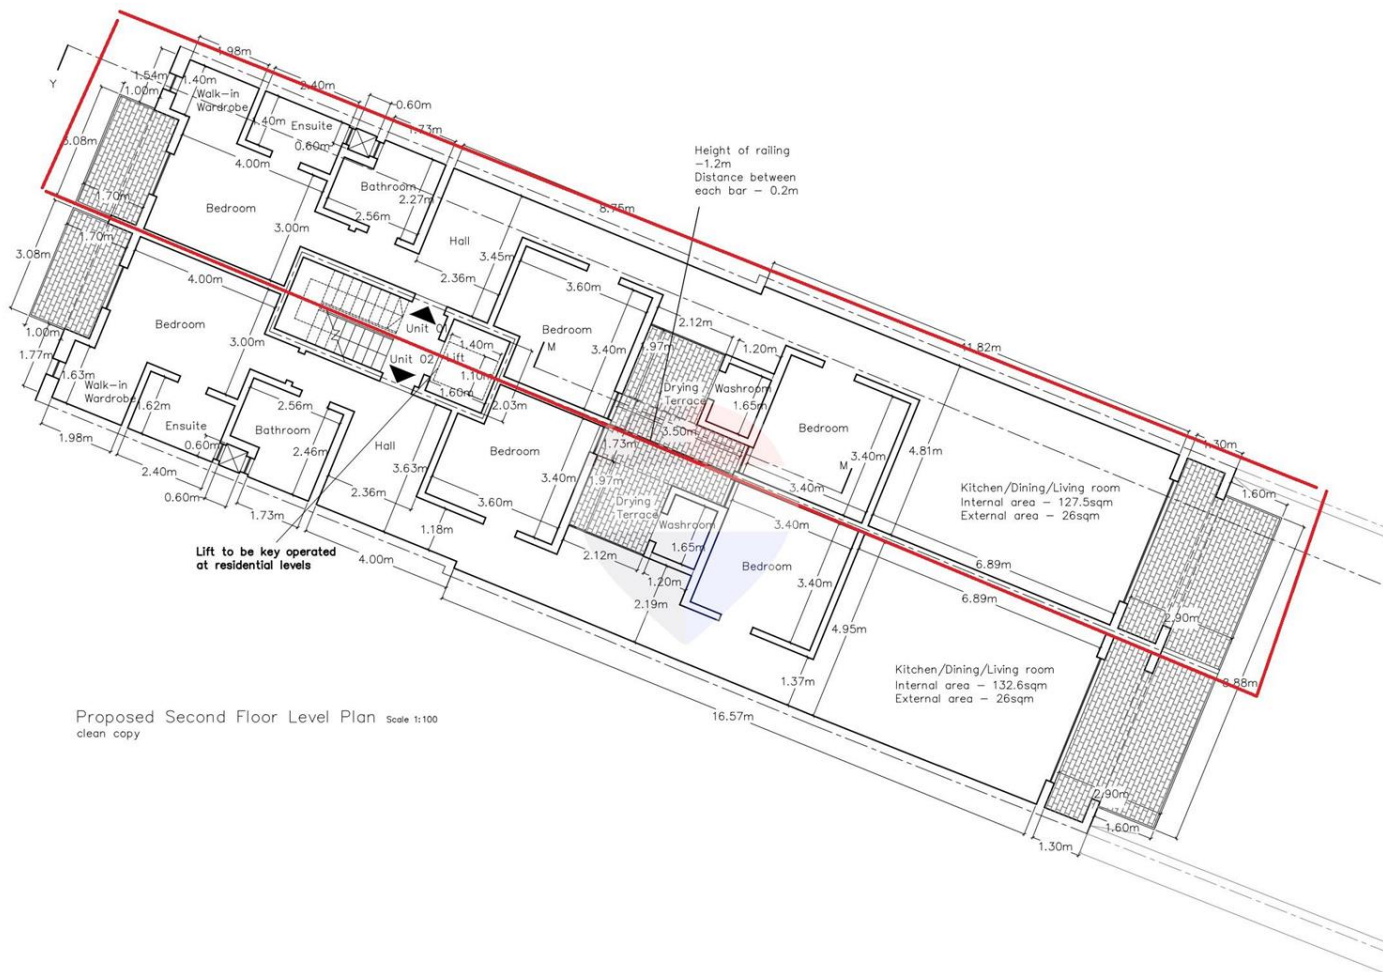 Y
1.98m
1.54m
1.40m
1.00m
Walk-in
Wardrobe
2.40m
0.60m
1.73m
.40m
Ensuite
0.60m
3.08m
4.00m
Bathroom
2.27m
2.56m
1.70m
Bedroom
3.00m
Height of railing
-1.2m
Distance between
each bar - 0.2m
8.75m
Hall
3.45m
2.36m
3.60m
Bedroom
3.40m
M
2.12m
1.97m
1.20m
11.82m
Drying
Terrace
Washroom
1.65m
3.50m
Bedroom
M
3.40m
3.40m
4.81m
Kitchen/Dining/Living room
Internal area - 127.5sqm
External area - 26sqm
6.89m
1.30m
1.60m
2.90m
8.88m
Unit 01
Unit 02
Lift
1.40m
1.10m
1.60m
2.03m
1.70m
3.08m
4.00m
Bedroom
3.00m
1.00m
1.77m
1.63m
Walk-in
Wardrobe
1.98m
1.62m
Ensuite
2.40m
0.60m
0.60m
2.56m
Bathroom
2.46m
1.73m
Hall
3.63m
2.36m
1.18m
4.00m
Bedroom
3.40m
3.60m
1.73m
1.97m
Drying
Terrace
2.12m
Washroom
1.65m
1.20m
2.19m
3.40m
Bedroom
3.40m
1.37m
4.95m
6.89m
Kitchen/Dining/Living room
Internal area - 132.6sqm
External area - 26sqm
16.57m
2.90m
1.60m
1.30m
Lift to be key operated
at residential levels
Proposed Second Floor Level Plan Scale 1:100
clean copy